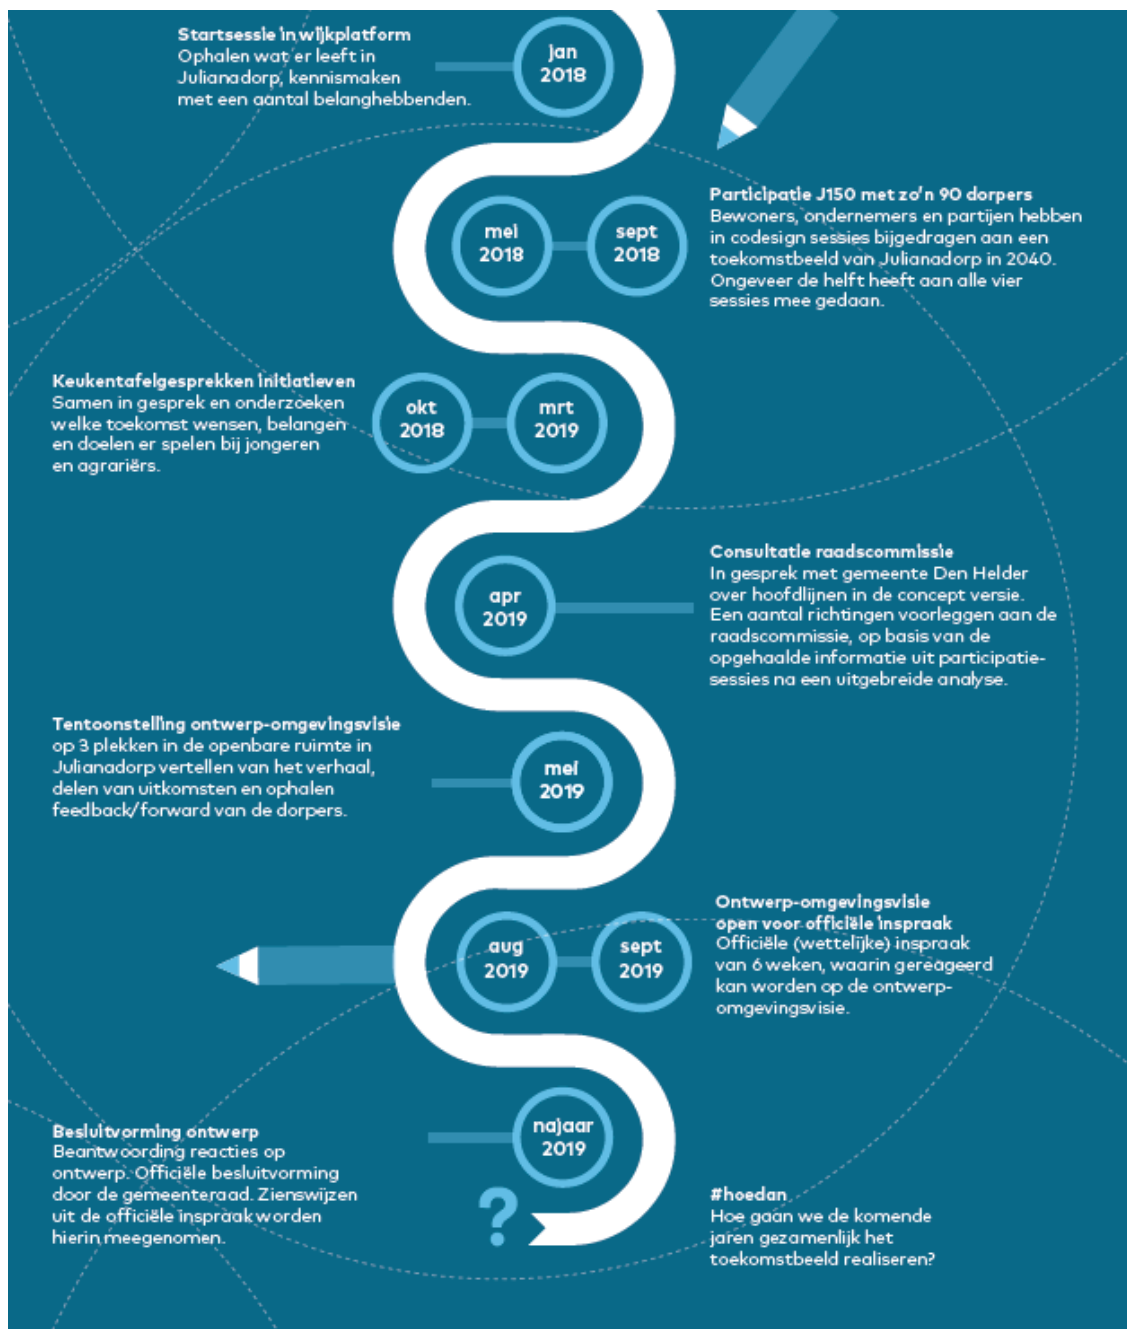 Startsessie in wijkplatform
Ophalen wat er leeft in
Julianadorp, kennismaken
met een aantal belanghebbenden.
jan
2018
mei
2018
sept
2018
Participatie J150 met zo'n 90 dorpers
Bewoners, ondernemers en partijen hebben
in codesign sessies bijgedragen aan een
toekomstbeeld van Julianadorp in 2040.
Ongeveer de helft heeft aan alle vier
sessies mee gedaan.
Keukentafelgesprekken initiatieven
Samen in gesprek en onderzoeken
welke toekomst wensen, belangen
en doelen er spelen bij jongeren
en agrariërs.
okt
2018
mrt
2019
apr
2019
Consultatie raadscommissie
In gesprek met gemeente Den Helder
over hoofdlijnen in de concept versie.
Een aantal richtingen voorleggen aan de
raadscommissie, op basis van de
opgehaalde informatie uit participatie-
sessies na een uitgebreide analyse.
Tentoonstelling ontwerp-omgevingsvisie
op 3 plekken in de openbare ruimte in
Julianadorp vertellen van het verhaal,
delen van uitkomsten en ophalen
feedback/forward van de dorpers.
mei
2019
aug
2019
sept
2019
Ontwerp-omgevingsvisie
open voor officiële inspraak
Officiële (wettelijke) inspraak
van 6 weken, waarin gereageerd
kan worden op de ontwerp-
omgevingsvisie.
Besluitvorming ontwerp
Beantwoording reacties op
ontwerp. Officiële besluitvorming
door de gemeenteraad. Zienswijzen
uit de officiële inspraak worden
hierin meegenomen.
najaar
2019
?
#hoedan
Hoe gaan we de komende
jaren gezamenlijk het
toekomstbeeld realiseren?